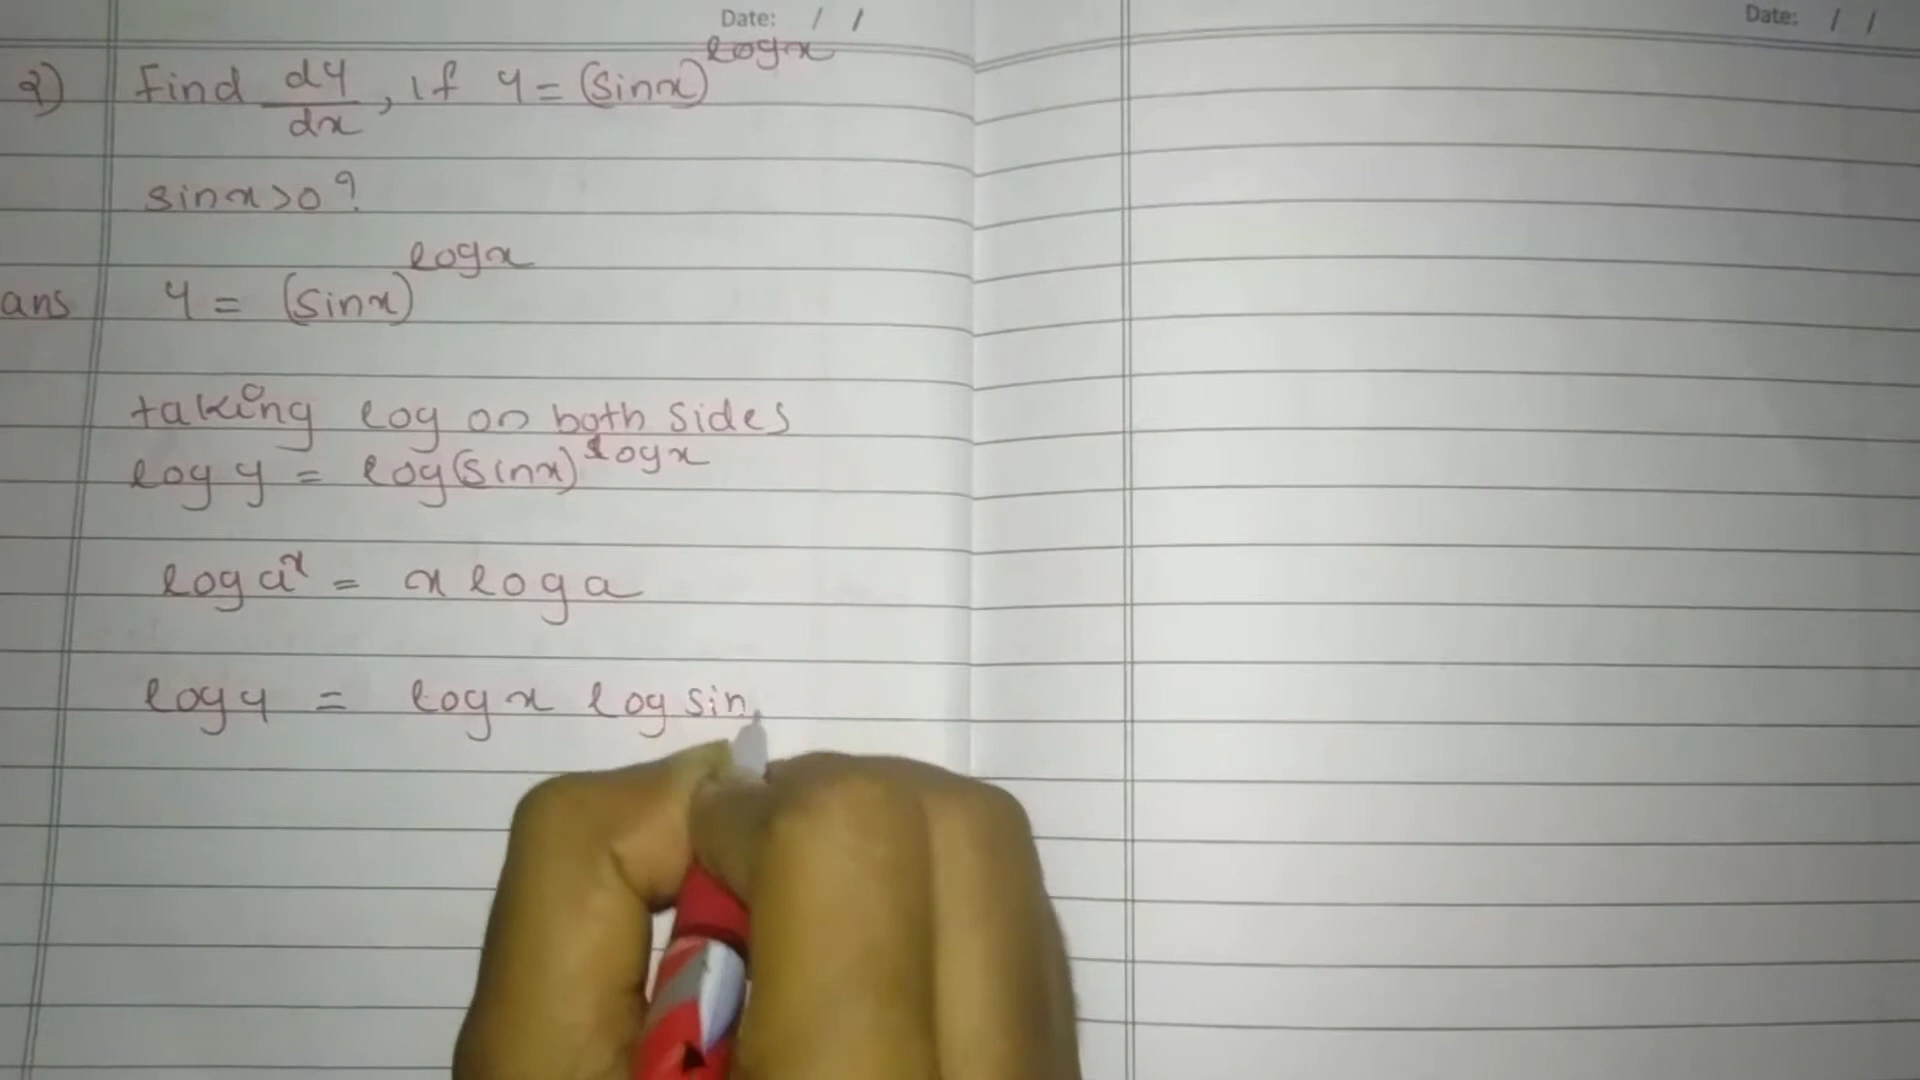 Date: / /
Date: / /
2) Find dy/dx, if y = (sinx)^logx
sinx>0?
ans y = (sinx)^logx
taking log on both sides
log y = log(sinx)^logx
log a^x = x log a
log y = log x log sin